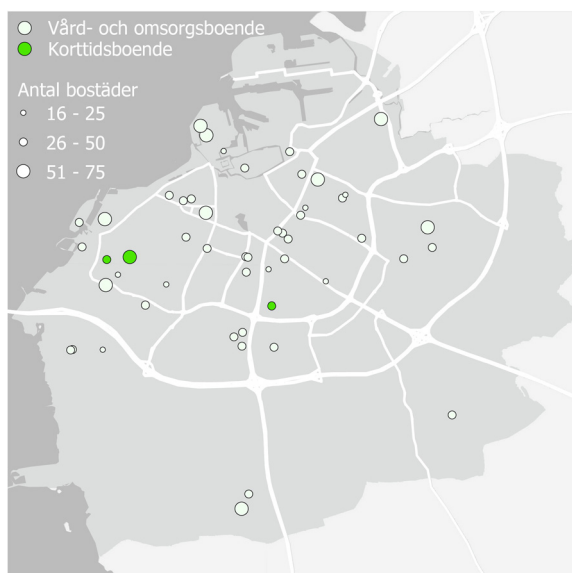 Vård- och omsorgsboende
Korttidsboende
Antal bostäder
16 - 25
26 - 50
51 - 75